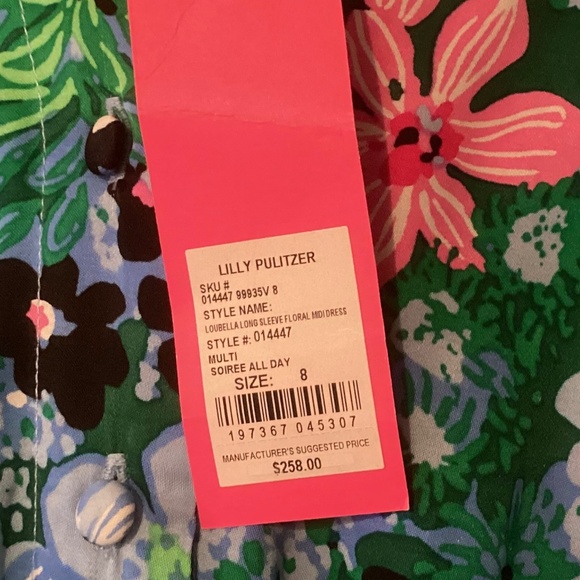 LILLY PULITZER
SKU #
014447 99935V 8
STYLE NAME:
LOUBELLA LONG SLEEVE FLORAL MIDI DRESS
STYLE #: 014447
MULTI
SOIREE ALL DAY
SIZE: 8
197367 045307
MANUFACTURER'S SUGGESTED PRICE
$258.00